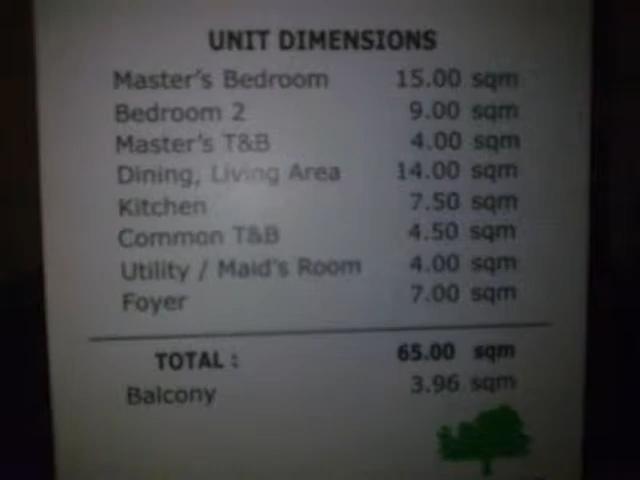 UNIT DIMENSIONS
Master's Bedroom 15.00 sqm
Bedroom 2 9.00 sqm
Master's T&B 4.00 sqm
Dining, Living Area 14.00 sqm
Kitchen 7.50 sqm
Common T&B 4.50 sqm
Utility / Maid's Room 4.00 sqm
Foyer 7.00 sqm
TOTAL : 65.00 sqm
Balcony 3.96 sqm